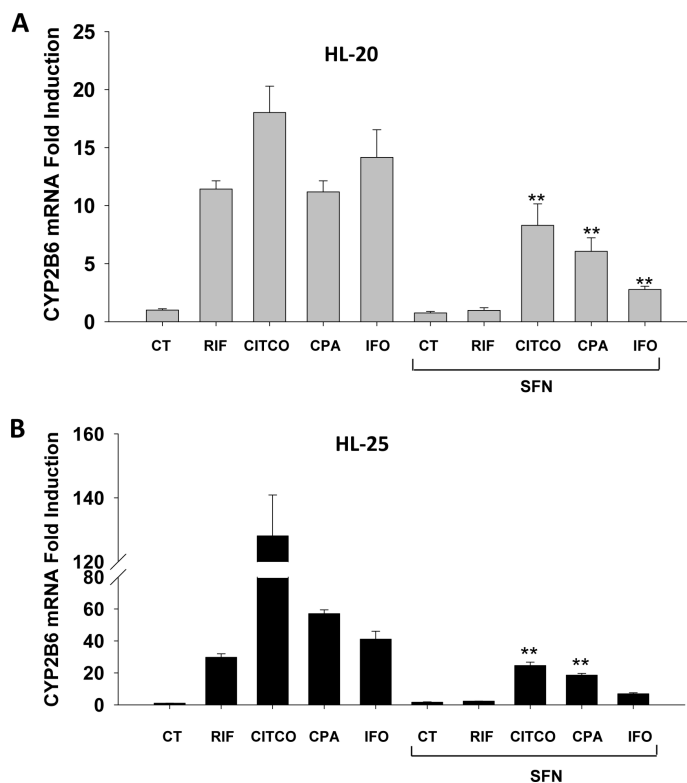 A
HL-20
CYP2B6 mRNA Fold Induction
25
20
15
10
5
0
**
**
**
CT RIF CITCO CPA IFO CT RIF CITCO CPA IFO
SFN
B
HL-25
CYP2B6 mRNA Fold Induction
160
140
120
80
60
40
20
0
**
**
CT RIF CITCO CPA IFO CT RIF CITCO CPA IFO
SFN